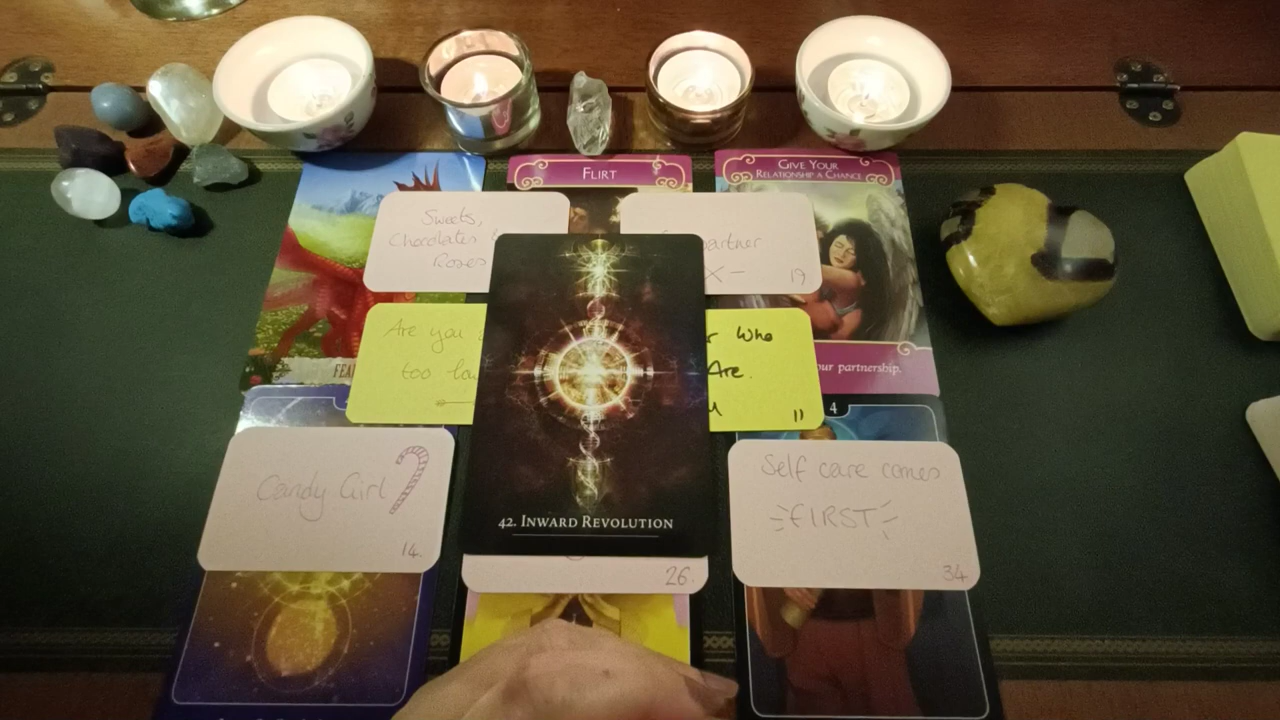 FLIRT
GIVE YOUR
RELATIONSHIP A CHANCE
Sweets,
Chocolates
Roses
partner
X-
19
Are you
too
Who
Are.
11
our partnership.
4
Candy Girl
14.
42. INWARD REVOLUTION
Self care comes
FIRST
34
26.